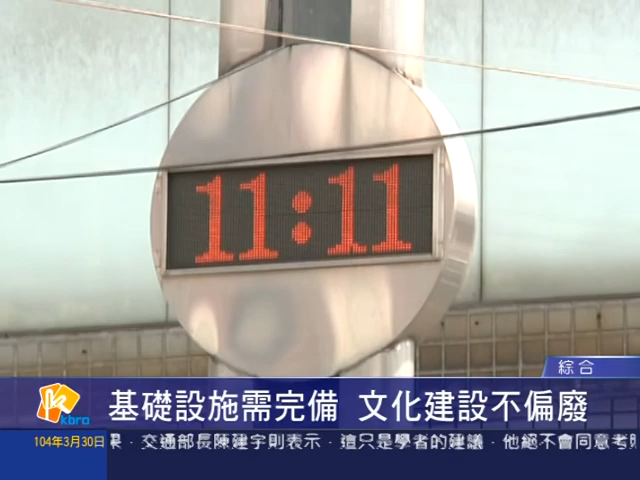 11:11
綜合
基礎設施需完備 文化建設不偏廢
kbro
104年3月30日
果．交通部長陳建宇則表示．這只是學者的建議．他絕不會同意考